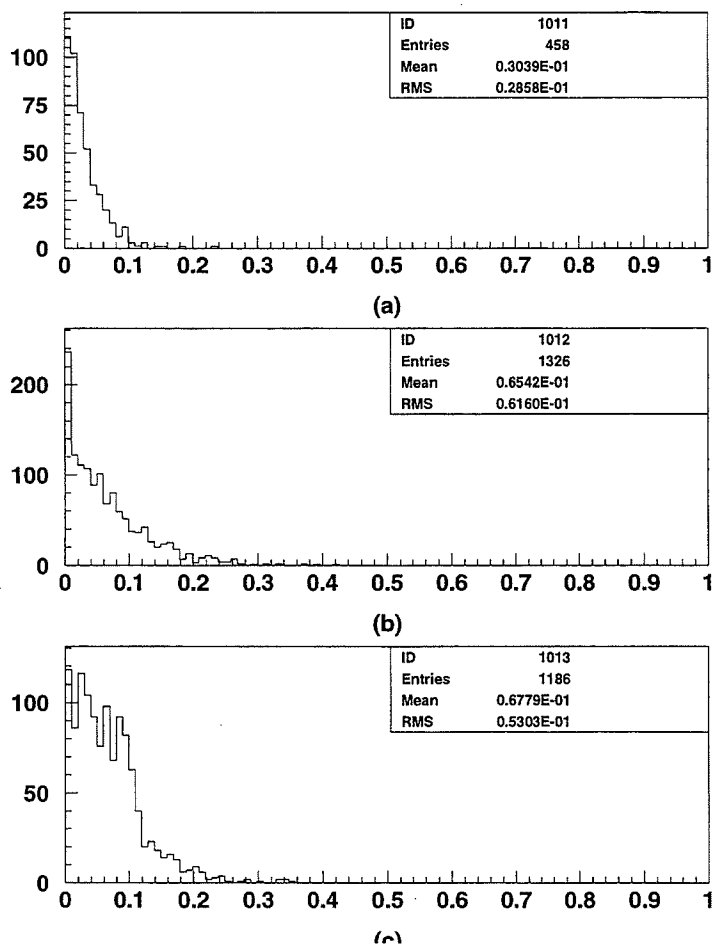 ID 1011
Entries 458
Mean 0.3039E-01
RMS 0.2858E-01
100
75
50
25
0
0 0.1 0.2 0.3 0.4 0.5 0.6 0.7 0.8 0.9 1
(a)
ID 1012
Entries 1326
Mean 0.6542E-01
RMS 0.6160E-01
200
100
0
0 0.1 0.2 0.3 0.4 0.5 0.6 0.7 0.8 0.9 1
(b)
ID 1013
Entries 1186
Mean 0.6779E-01
RMS 0.5303E-01
100
50
0
0 0.1 0.2 0.3 0.4 0.5 0.6 0.7 0.8 0.9 1
(c)